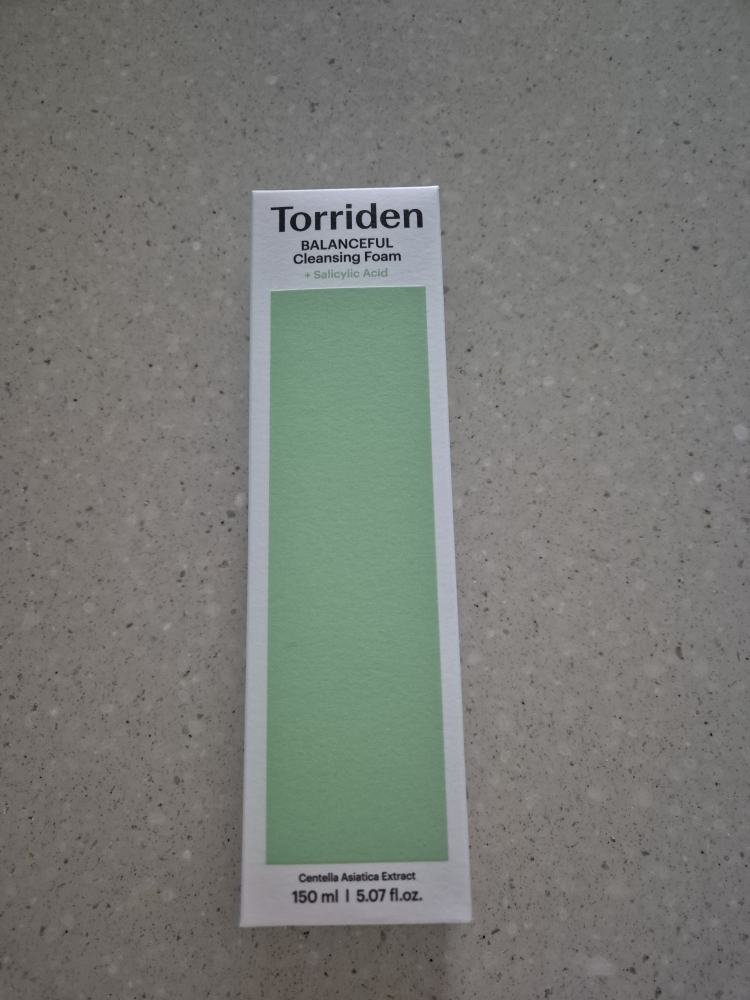 Torriden
BALANCEFUL
Cleansing Foam
+ Salicylic Acid
Centella Asiatica Extract
150 ml | 5.07 fl.oz.